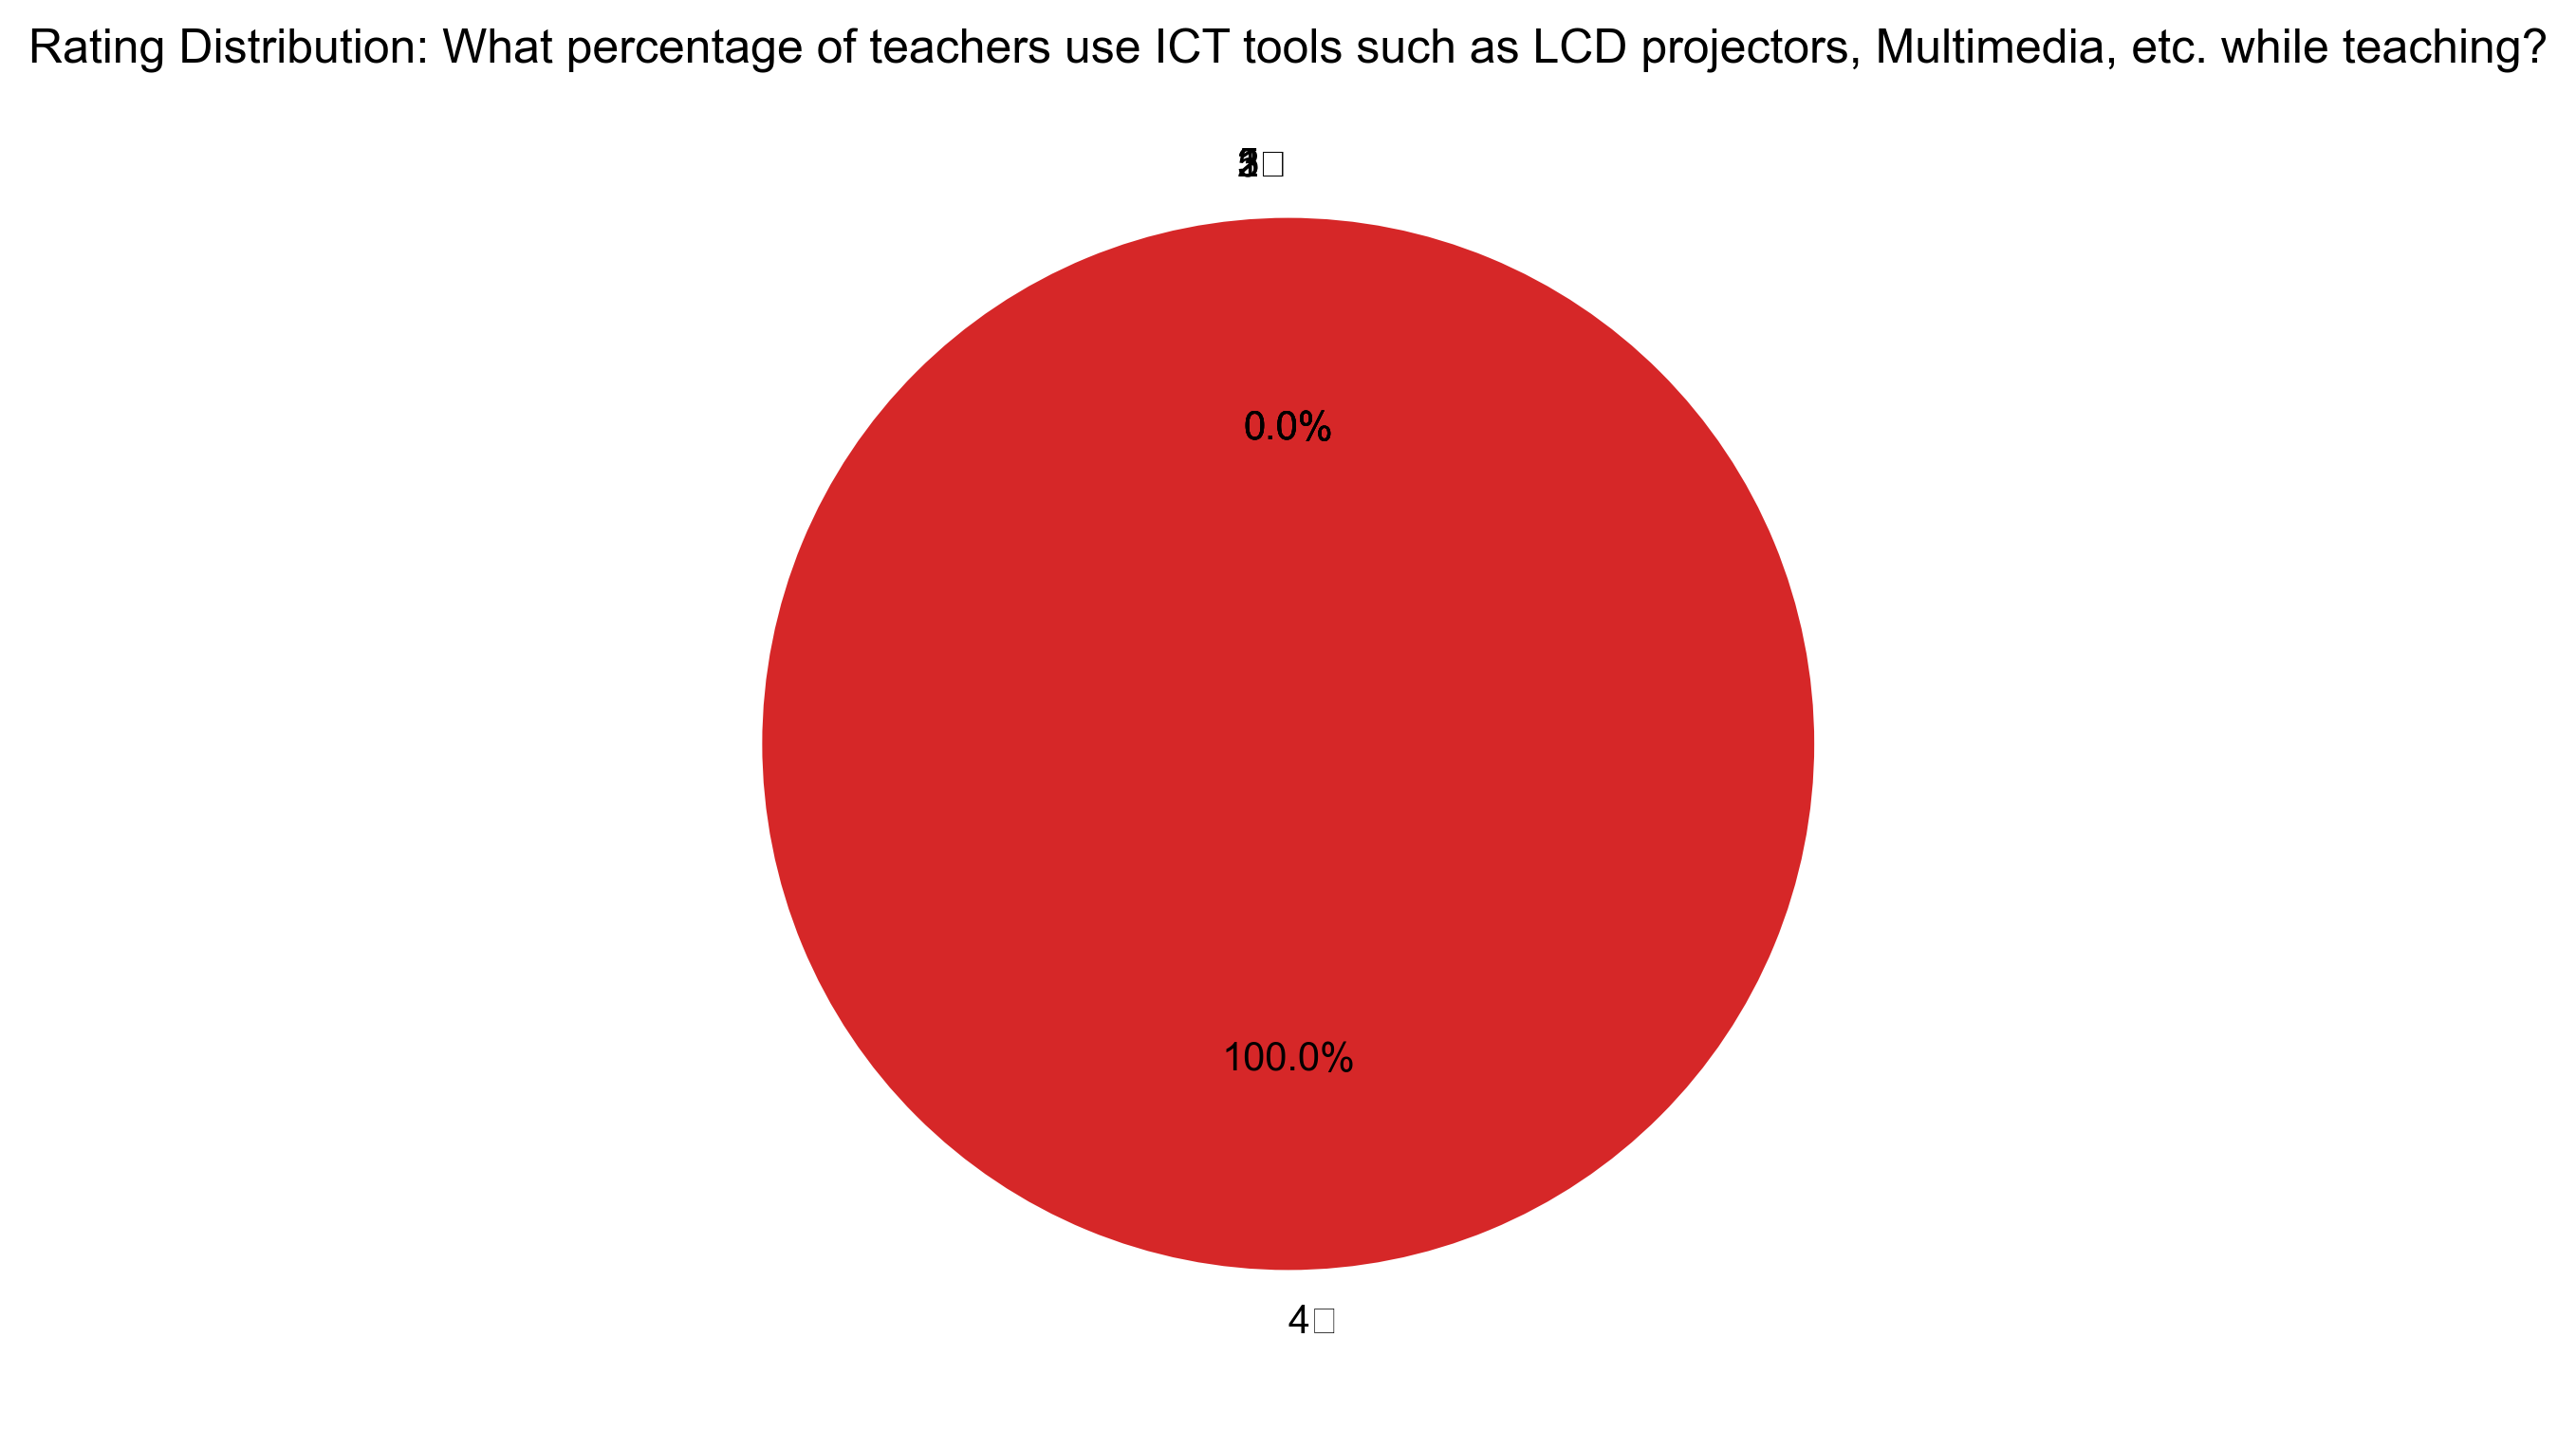 Rating Distribution: What percentage of teachers use ICT tools such as LCD projectors, Multimedia, etc. while teaching?
0.0%
100.0%
4□